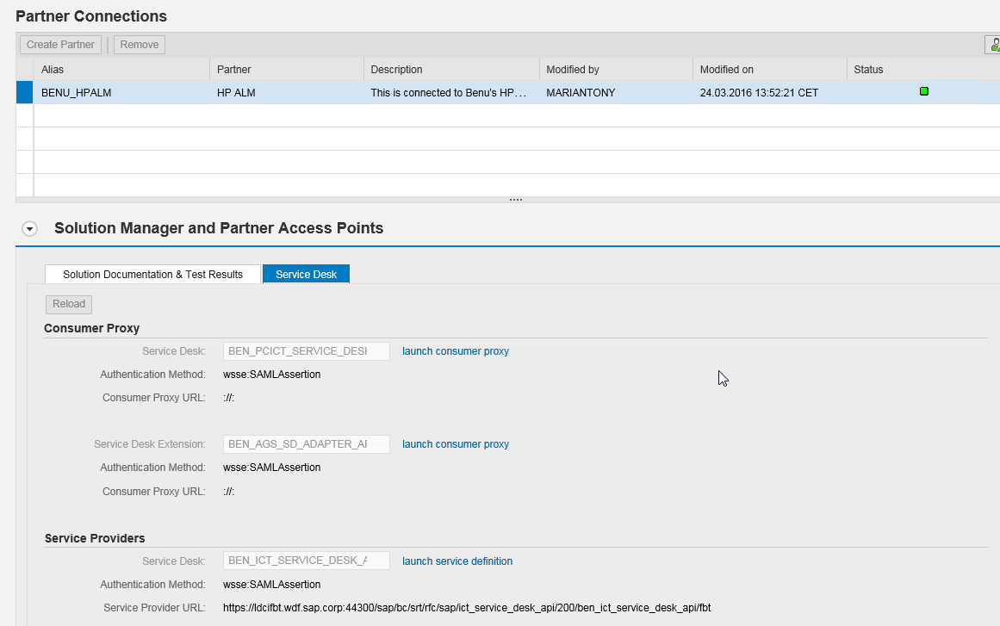 Partner Connections
Create Partner Remove
Alias Partner Description Modified by Modified on Status
BENU_HPALM HP ALM This is connected to Benu's HP... MARIANTONY 24.03.2016 13:52:21 CET
Solution Manager and Partner Access Points
Solution Documentation & Test Results Service Desk
Reload
Consumer Proxy
Service Desk: BEN_PCICT_SERVICE_DESK launch consumer proxy
Authentication Method: wsse:SAMLAssertion
Consumer Proxy URL: ://:
Service Desk Extension: BEN_AGS_SD_ADAPTER_AP launch consumer proxy
Authentication Method: wsse:SAMLAssertion
Consumer Proxy URL: ://:
Service Providers
Service Desk: BEN_ICT_SERVICE_DESK_A launch service definition
Authentication Method: wsse:SAMLAssertion
Service Provider URL: https://ldcifbt.wdf.sap.corp:44300/sap/bc/srt/rfc/sap/ict_service_desk_api/200/ben_ict_service_desk_api/fbt